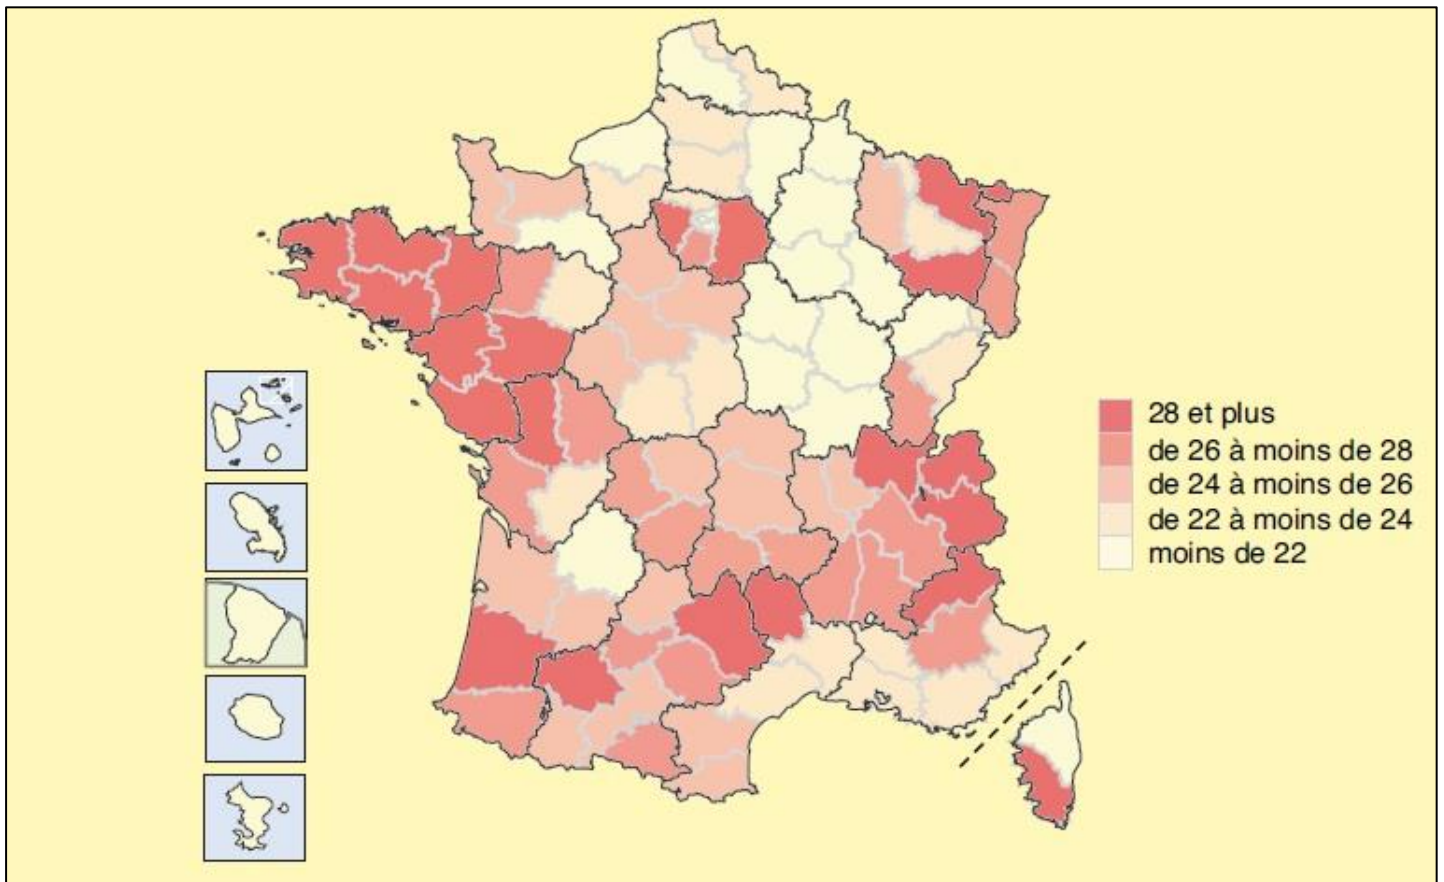 28 et plus
de 26 à moins de 28
de 24 à moins de 26
de 22 à moins de 24
moins de 22